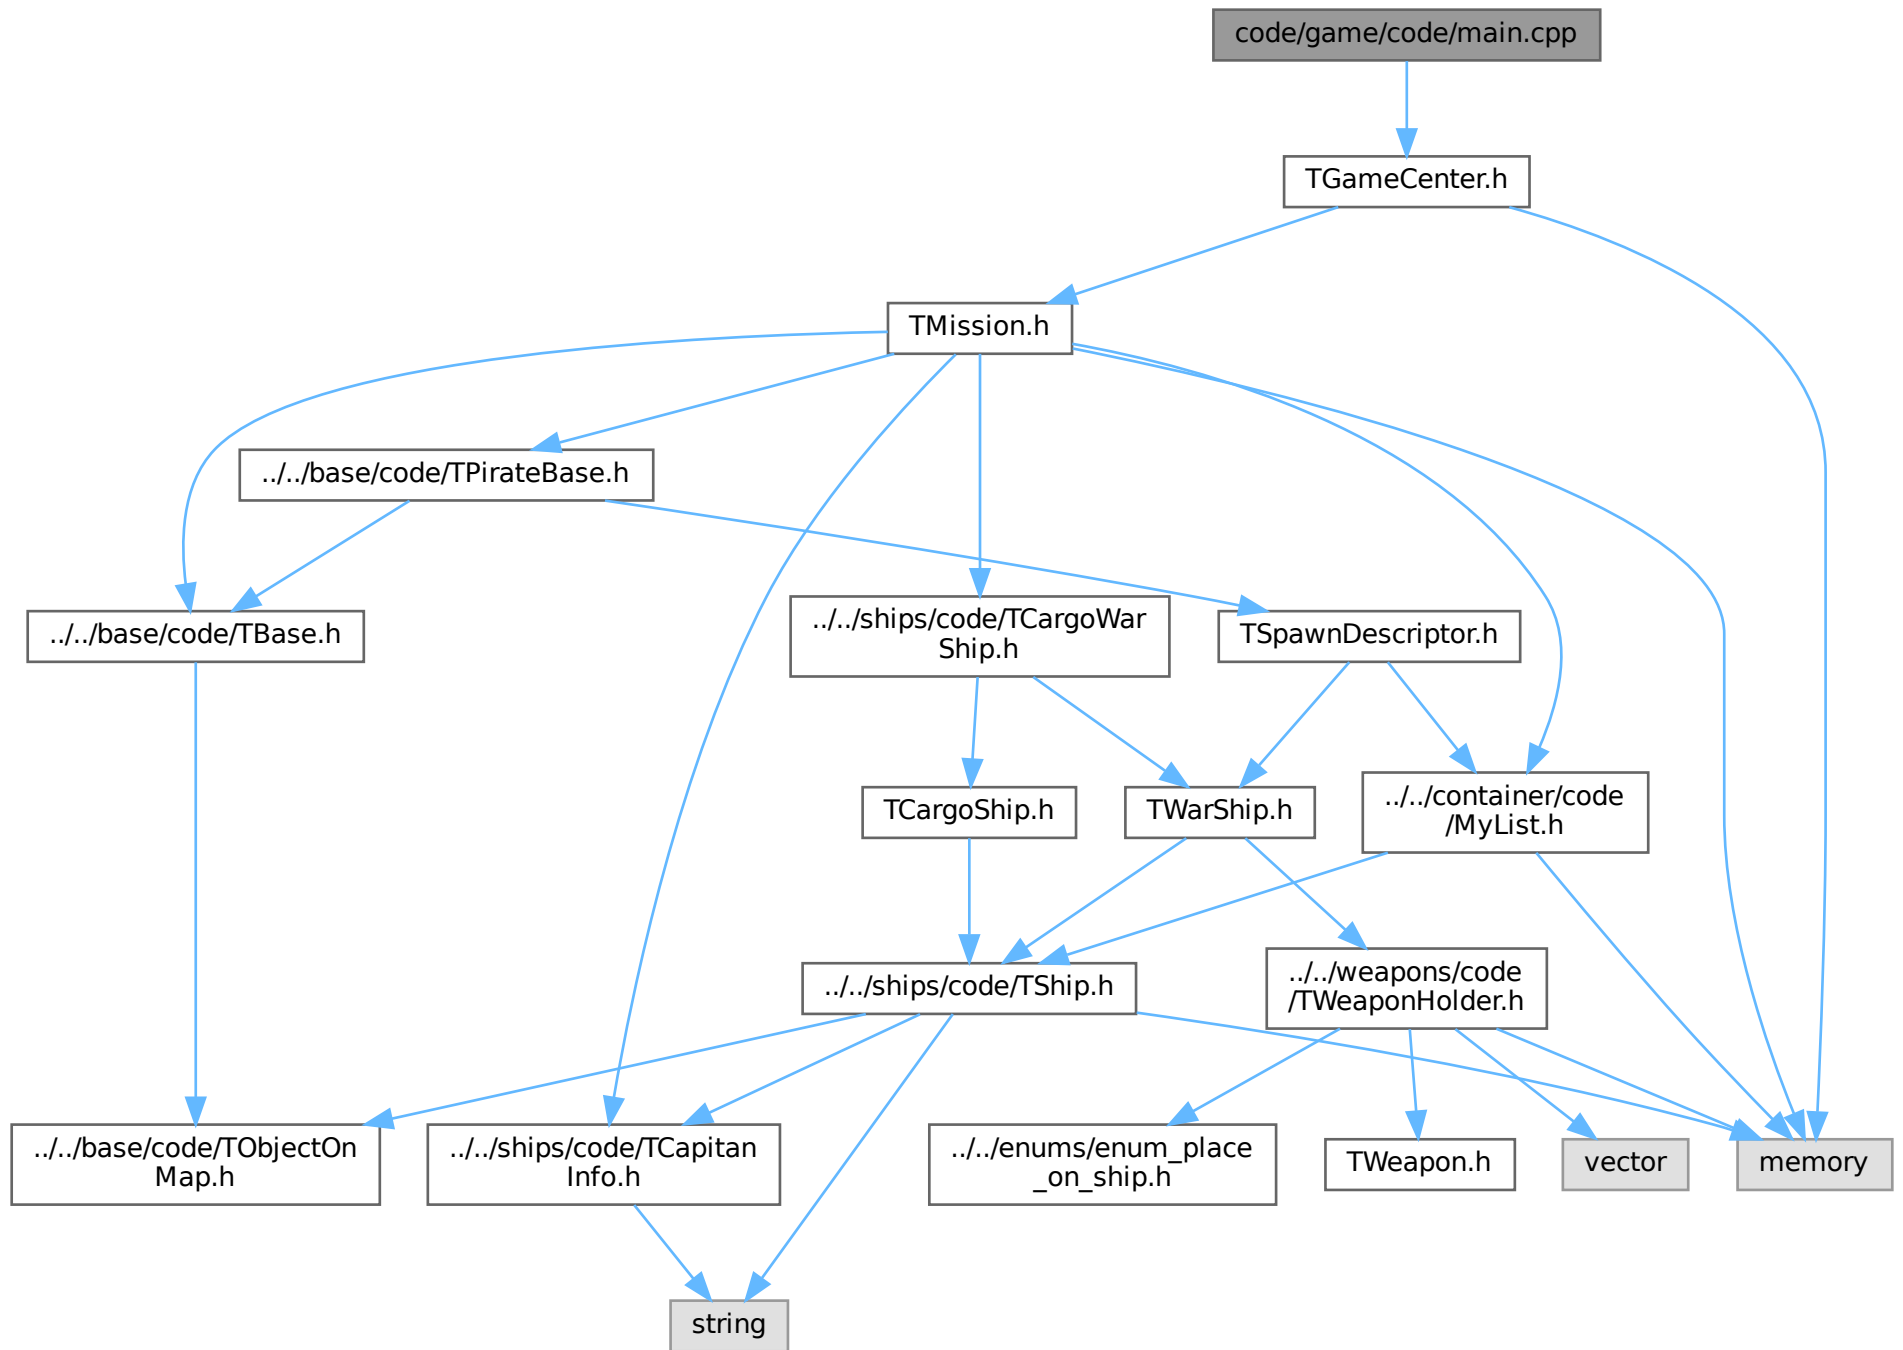 code/game/code/main.cpp
TGameCenter.h
TMission.h
../../base/code/TPirateBase.h
../../base/code/TBase.h
../../ships/code/TCargoWar
Ship.h
TSpawnDescriptor.h
TCargoShip.h
TWarShip.h
../../container/code
/MyList.h
../../ships/code/TShip.h
../../weapons/code
/TWeaponHolder.h
../../base/code/TObjectOn
Map.h
../../ships/code/TCapitan
Info.h
../../enums/enum_place
_on_ship.h
TWeapon.h
vector
memory
string